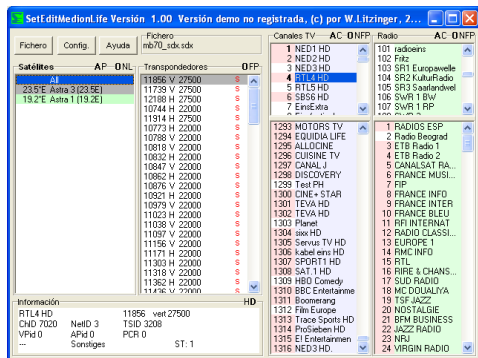 SetEditMedionLife Versión 1.00 Versión demo no registrada, (c) por W.Litzinger, 2...
Fichero
Config.
Ayuda
Fichero
mb70_sdx.sdx
Satélites
AP
ONL
All
23.5°E Astra 3 (23.5E)
19.2°E Astra 1 (19.2E)
Transpondedores
OFP
11856 V 27500 S
11739 V 27500 S
12188 H 27500 S
10744 H 22000 S
11914 H 27500 S
10773 H 22000 S
10788 V 22000 S
10818 V 22000 S
10832 H 22000 S
10847 V 22000 S
10862 H 22000 S
10876 V 22000 S
10921 H 22000 S
10979 V 22000 S
11023 H 22000 S
11038 V 22000 S
11097 V 22000 S
11156 V 22000 S
11171 H 22000 S
11303 H 22000 S
11318 V 22000 S
11362 H 22000 S
11436 V 22000 S
Canales TV
AC
ONFP
1 NED1 HD
2 NED2 HD
3 NED3 HD
4 RTL4 HD
5 RTL5 HD
6 SBS6 HD
7 EinsExtra
Radio
AC
ONFP
101 radioeins
102 Fritz
103 SR1 Europawelle
104 SR2 KulturRadio
105 SR3 Saarlandwel
106 SWR 1 BW
107 SWR 1 RP
1293 MOTORS TV
1294 EQUIDIA LIFE
1295 ALLOCINE
1296 CUISINE TV
1297 CANAL J
1298 DISCOVERY
1299 Test PH
1300 CINE+ STAR
1301 TEVA HD
1302 TEVA HD
1303 Planet
1304 sixx HD
1305 Servus TV HD
1306 kabel eins HD
1307 SPORT1 HD
1308 SAT.1 HD
1309 HBO Comedy
1310 BBC Entertainme
1311 Boomerang
1312 Film Europe
1313 Trace Sports HD
1314 ProSieben HD
1315 E! Entertainmen
1316 NED3 HD.
1 RADIOS ESP
2 Radio Beograd
3 ETB Radio 1
4 ETB Radio 2
5 CANALSAT RA...
6 FRANCE MUSI...
7 FIP
8 FRANCE INFO
9 FRANCE INTER
10 FRANCE BLEU
11 RFI INTERNAT
12 RADIO CLASSI...
13 EUROPE 1
14 RMC INFO
15 RTL
16 RIRE & CHANS...
17 SUD RADIO
18 MC DOUALIYA
19 TSF JAZZ
20 NOSTALGIE
21 BFM BUSINESS
22 JAZZ RADIO
23 NRJ
24 VIRGIN RADIO
Información
HD
RTL4 HD 11856 vert 27500
CND 7020 NetID 3 TSID 3208
VPid 0 APid 0 PCR 0
--- Sonstiges ST: 1